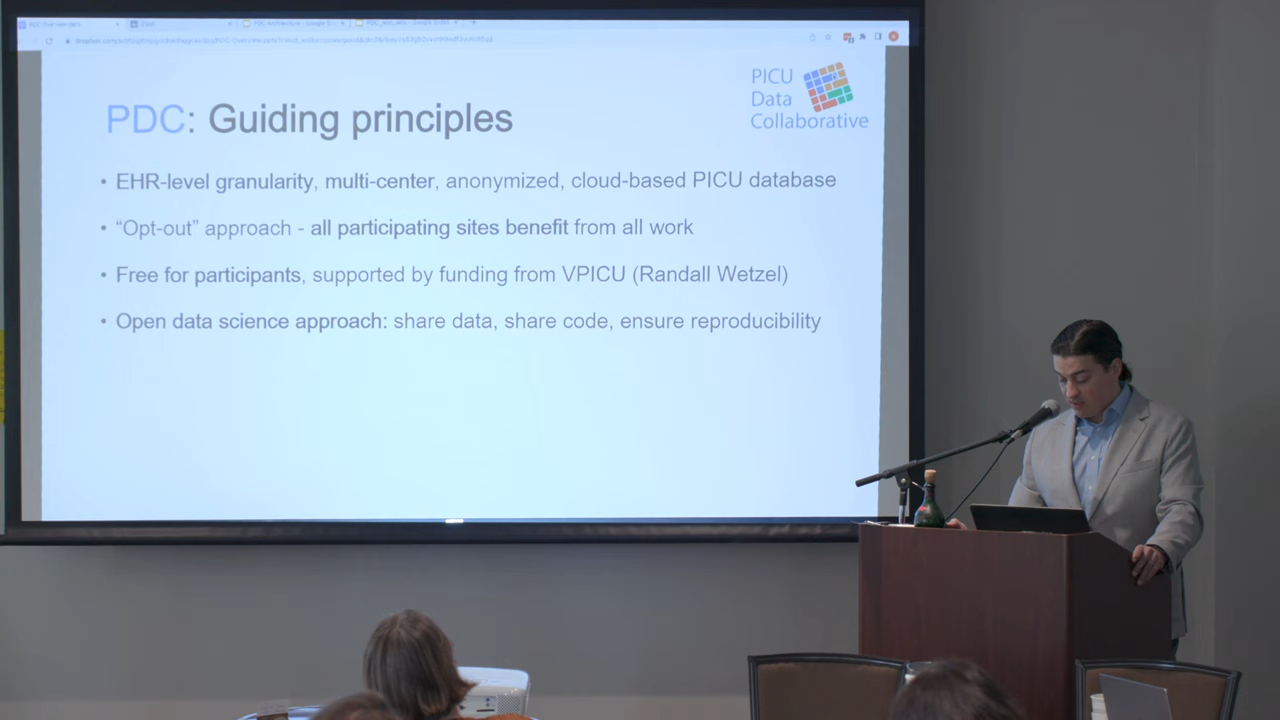 PDC: Guiding principles
PICU
Data
Collaborative
• EHR-level granularity, multi-center, anonymized, cloud-based PICU database
• “Opt-out” approach - all participating sites benefit from all work
• Free for participants, supported by funding from VPICU (Randall Wetzel)
• Open data science approach: share data, share code, ensure reproducibility